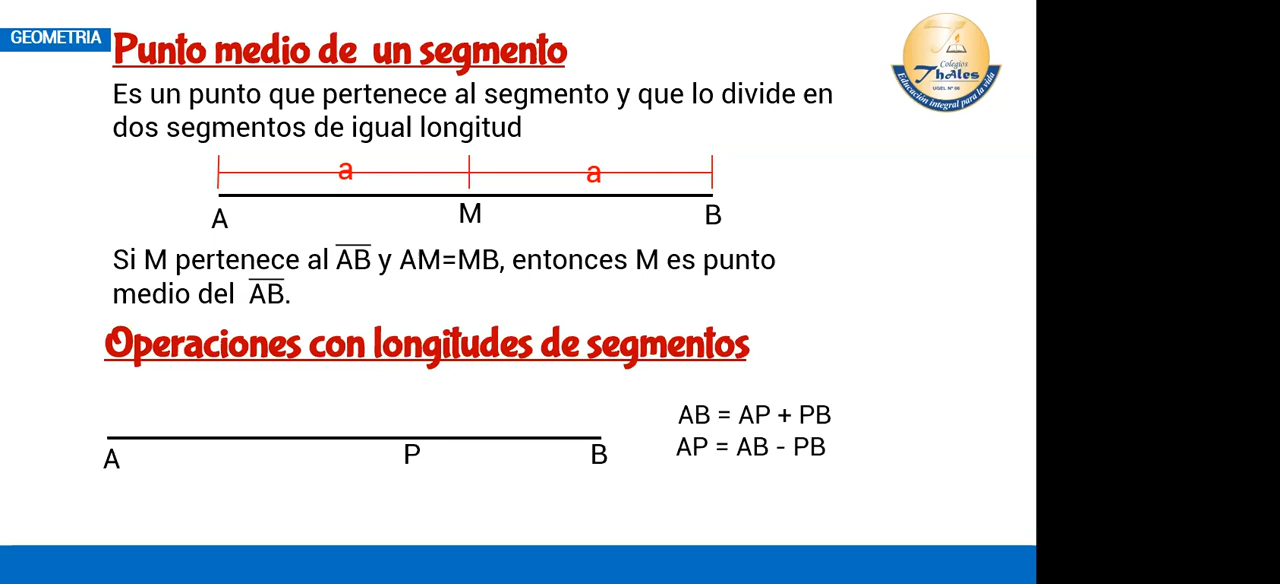 GEOMETRIA
Punto medio de un segmento
Colegios
Thales
UGEL Nº 00
Educación integral para la vida
Es un punto que pertenece al segmento y que lo divide en
dos segmentos de igual longitud
a a
A M B
Si M pertenece al AB y AM=MB, entonces M es punto
medio del AB.
Operaciones con longitudes de segmentos
AB = AP + PB
AP = AB - PB
A P B